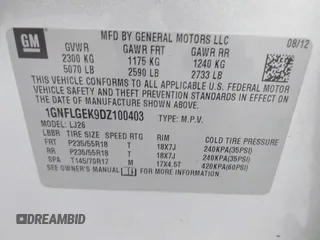 GM
MFD BY GENERAL MOTORS LLC
08/12
GVWR GAWR FRT GAWR RR
2300 KG 1175 KG 1240 KG
5070 LB 2590 LB 2733 LB
THIS VEHICLE CONFORMS TO ALL APPLICABLE U.S. FEDERAL MOTOR
VEHICLE SAFETY, BUMPER, AND THEFT PREVENTION STANDARDS IN
EFFECT ON THE DATE OF MANUFACTURE SHOWN ABOVE.
1GNFLGEK9DZ100403 TYPE: M.P.V.
MODEL: LJ26
LBBR TIRE SIZE SPEED RTG RIM COLD TIRE PRESSURE
FRT P235/55R18 T 18X7J 240KPA(35PSI)
RR P235/55R18 T 18X7J 240KPA(35PSI)
SPA T145/70R17 M 17X4.5T 420KPA(60PSI)
SEE OWNER'S MANUAL FOR ADDITIONAL INFORMATION.